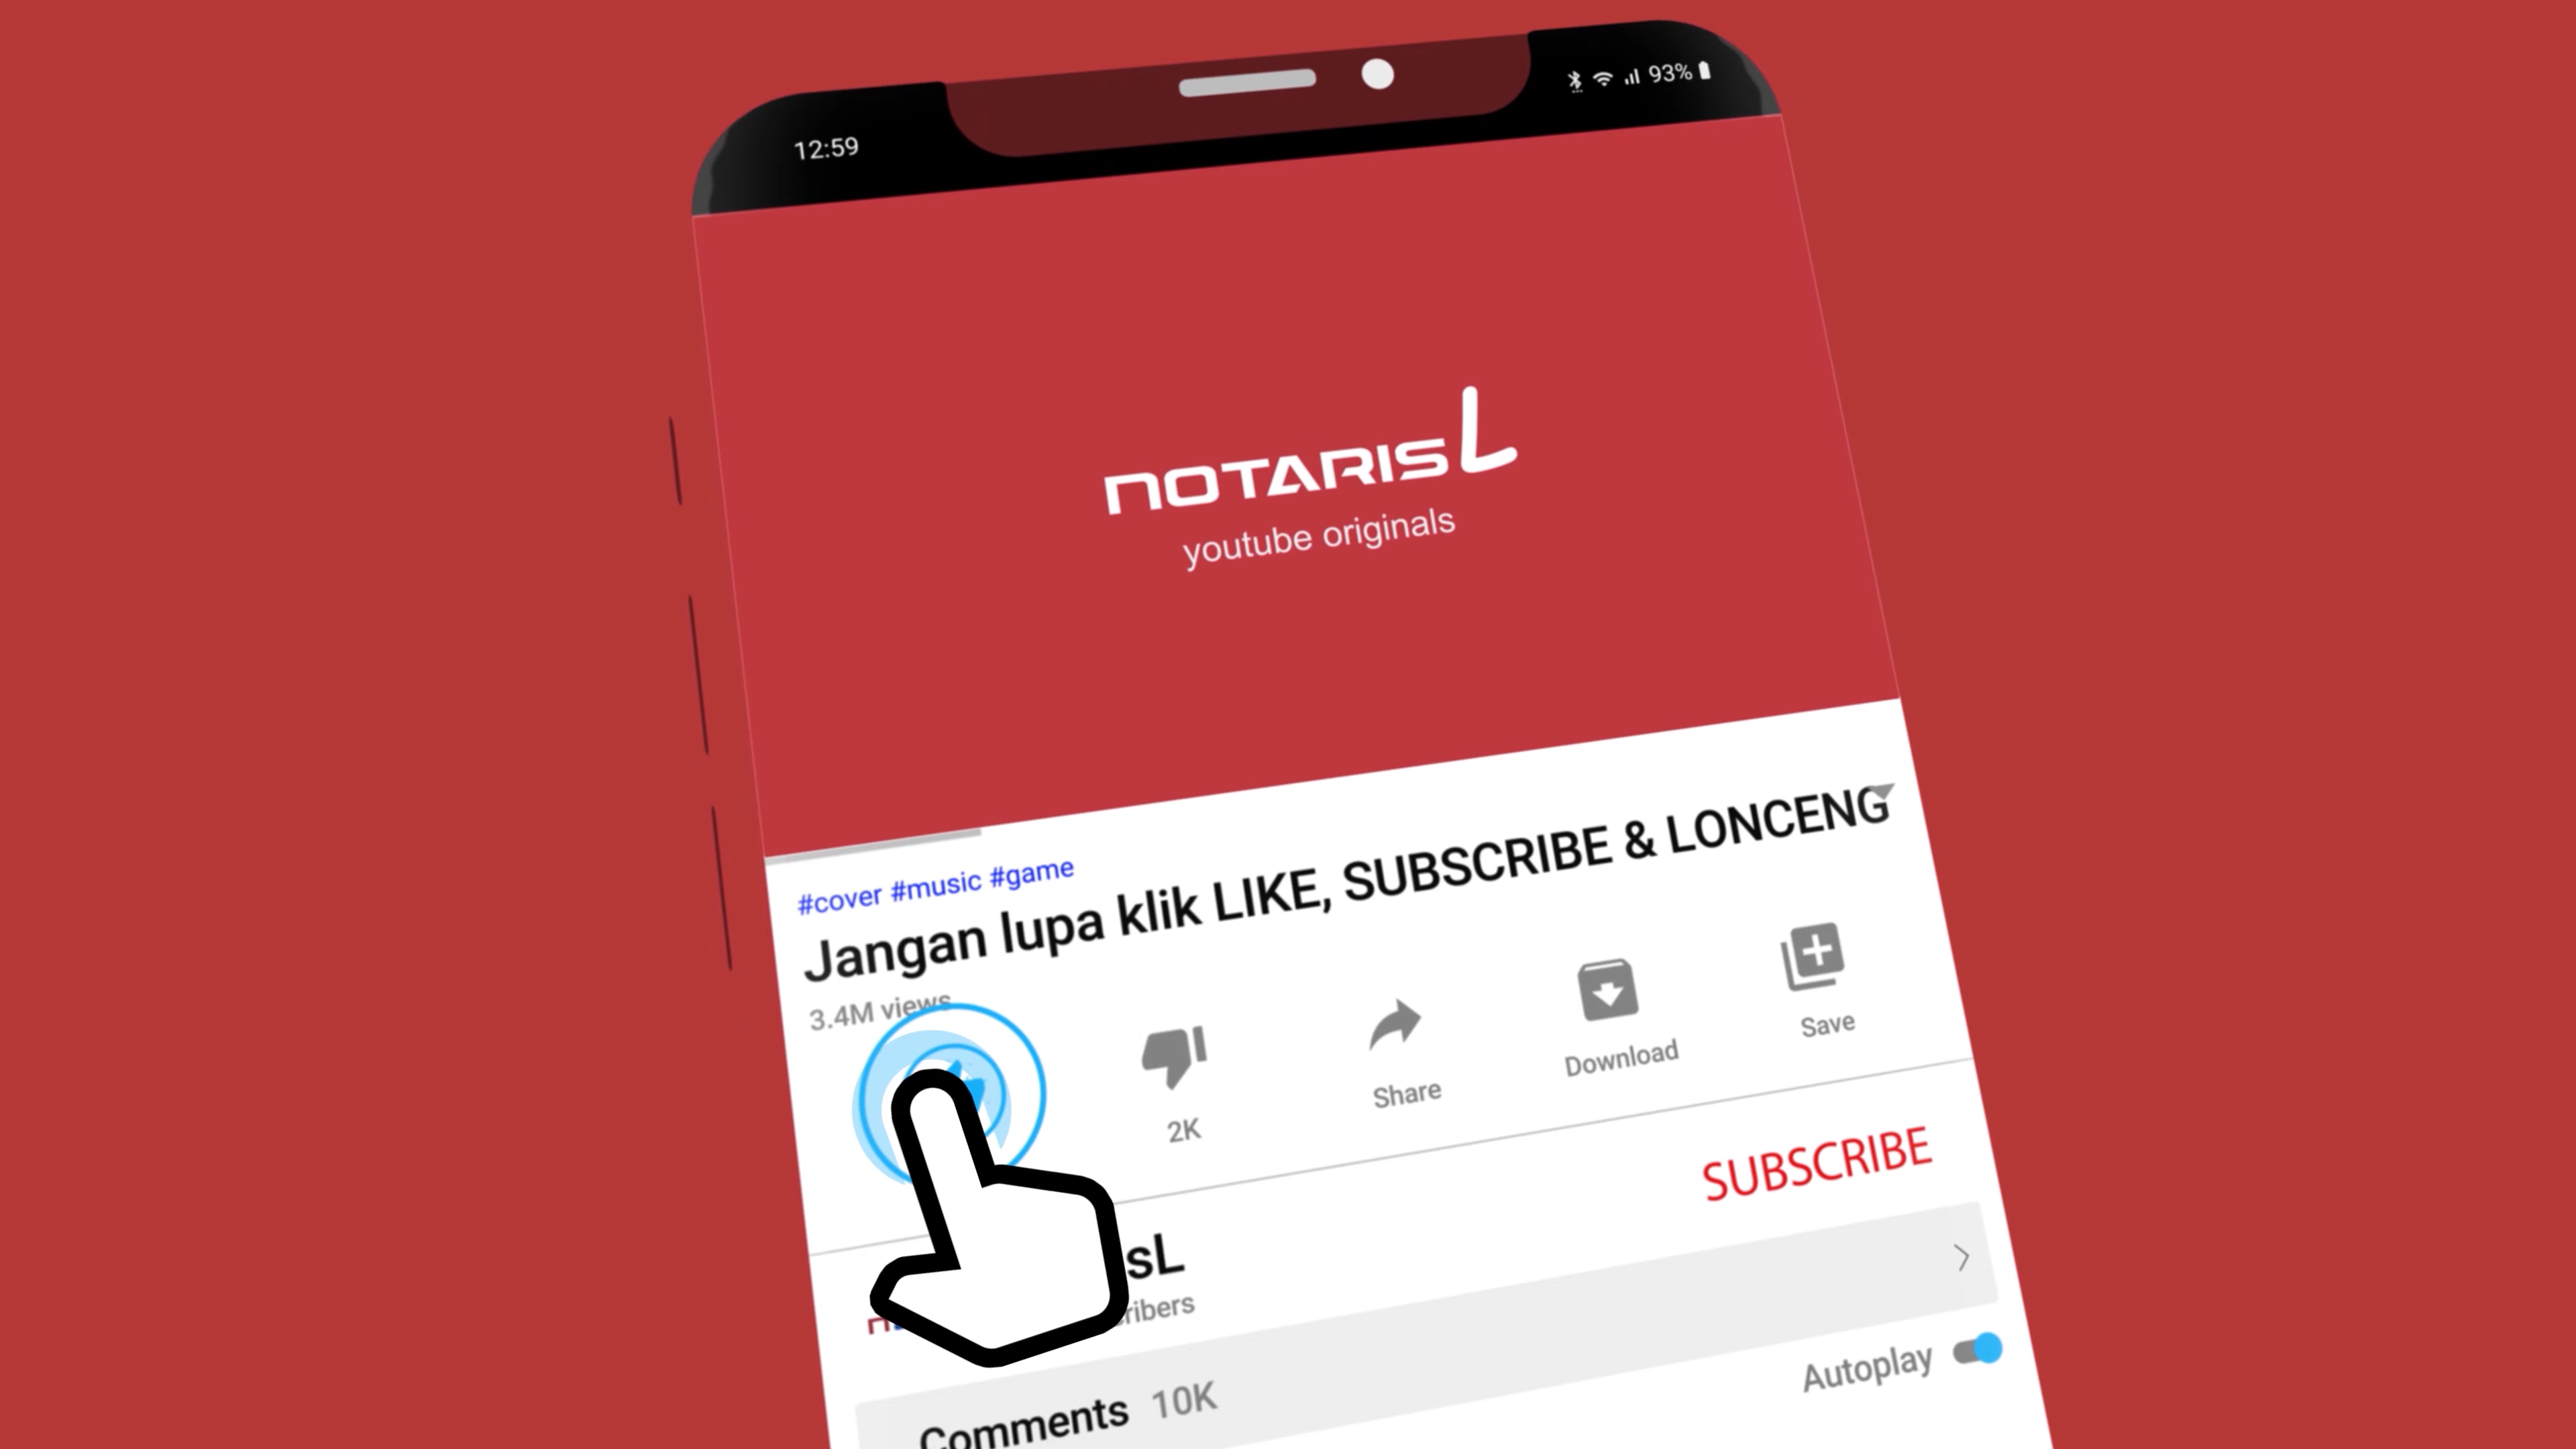 12:59
93%
NOTARISL
youtube originals
#cover #music #game
Jangan lupa klik LIKE, SUBSCRIBE & LONCENG
3.4M views
2K
Share
Download
Save
SUBSCRIBE
Comments 10K
Autoplay